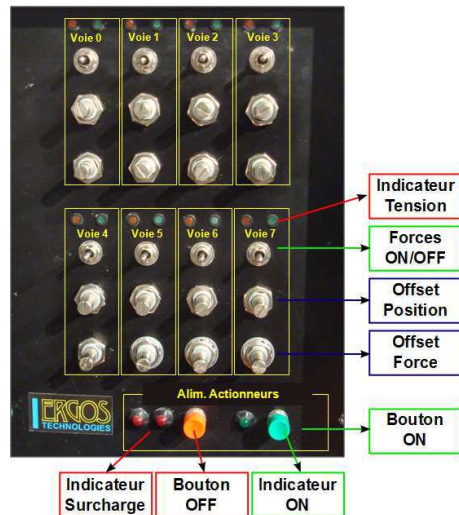 Voie 0
Voie 1
Voie 2
Voie 3
Voie 4
Voie 5
Voie 6
Voie 7
Indicateur
Tension
Forces
ON/OFF
Offset
Position
Offset
Force
Alim. Actionneurs
ERGOS
TECHNOLOGIES
Bouton
ON
Indicateur
Surcharge
Bouton
OFF
Indicateur
ON